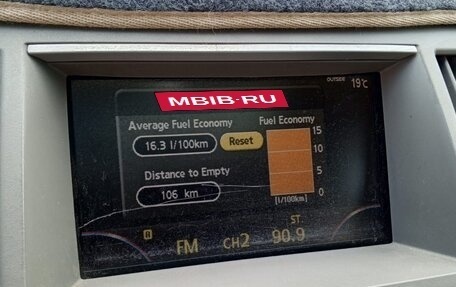 OUTSIDE 19°C
MBIB.RU
Average Fuel Economy
Fuel Economy
16.3 l/100km
Reset
15
10
5
0
Distance to Empty
106 km
[l/100km]
ST
R
FM CH2 90.9